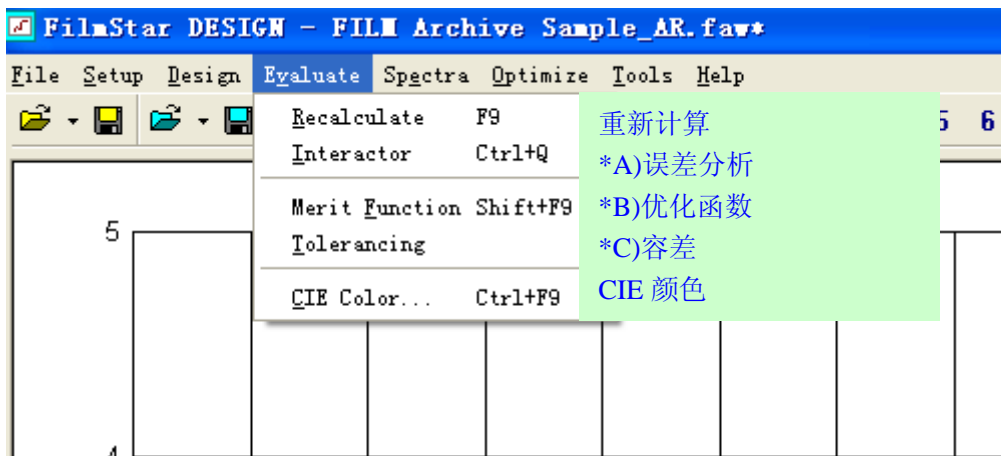 FilmStar DESIGN - FILM Archive Sample_AR.faw*
File Setup Design Evaluate Spectra Optimize Tools Help
5 6
Recalculate F9
Interactor Ctrl+Q
Merit Function Shift+F9
Tolerancing
CIE Color... Ctrl+F9
重新计算
*A)误差分析
*B)优化函数
*C)容差
CIE 颜色
5
4